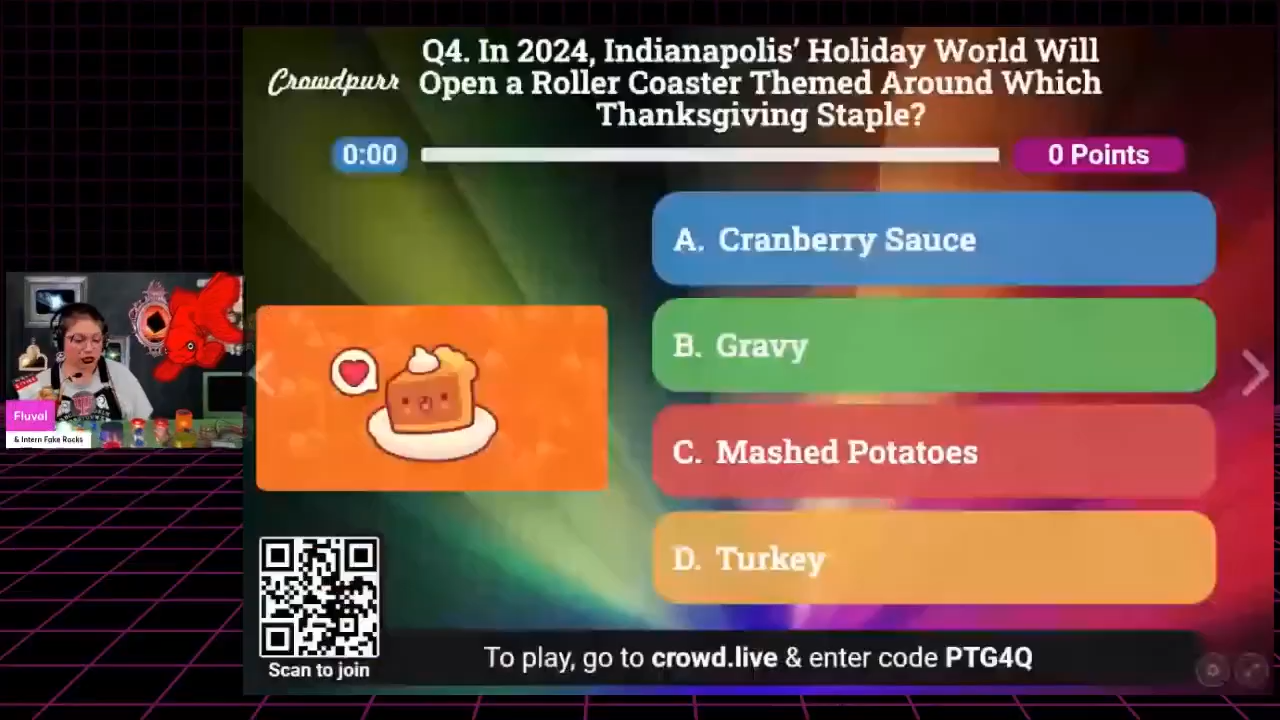 Crowdpurr
Q4. In 2024, Indianapolis’ Holiday World Will
Open a Roller Coaster Themed Around Which
Thanksgiving Staple?
0:00
0 Points
A. Cranberry Sauce
B. Gravy
C. Mashed Potatoes
D. Turkey
Fluval
& Intern Fake Rocks
Scan to join
To play, go to crowd.live & enter code PTG4Q